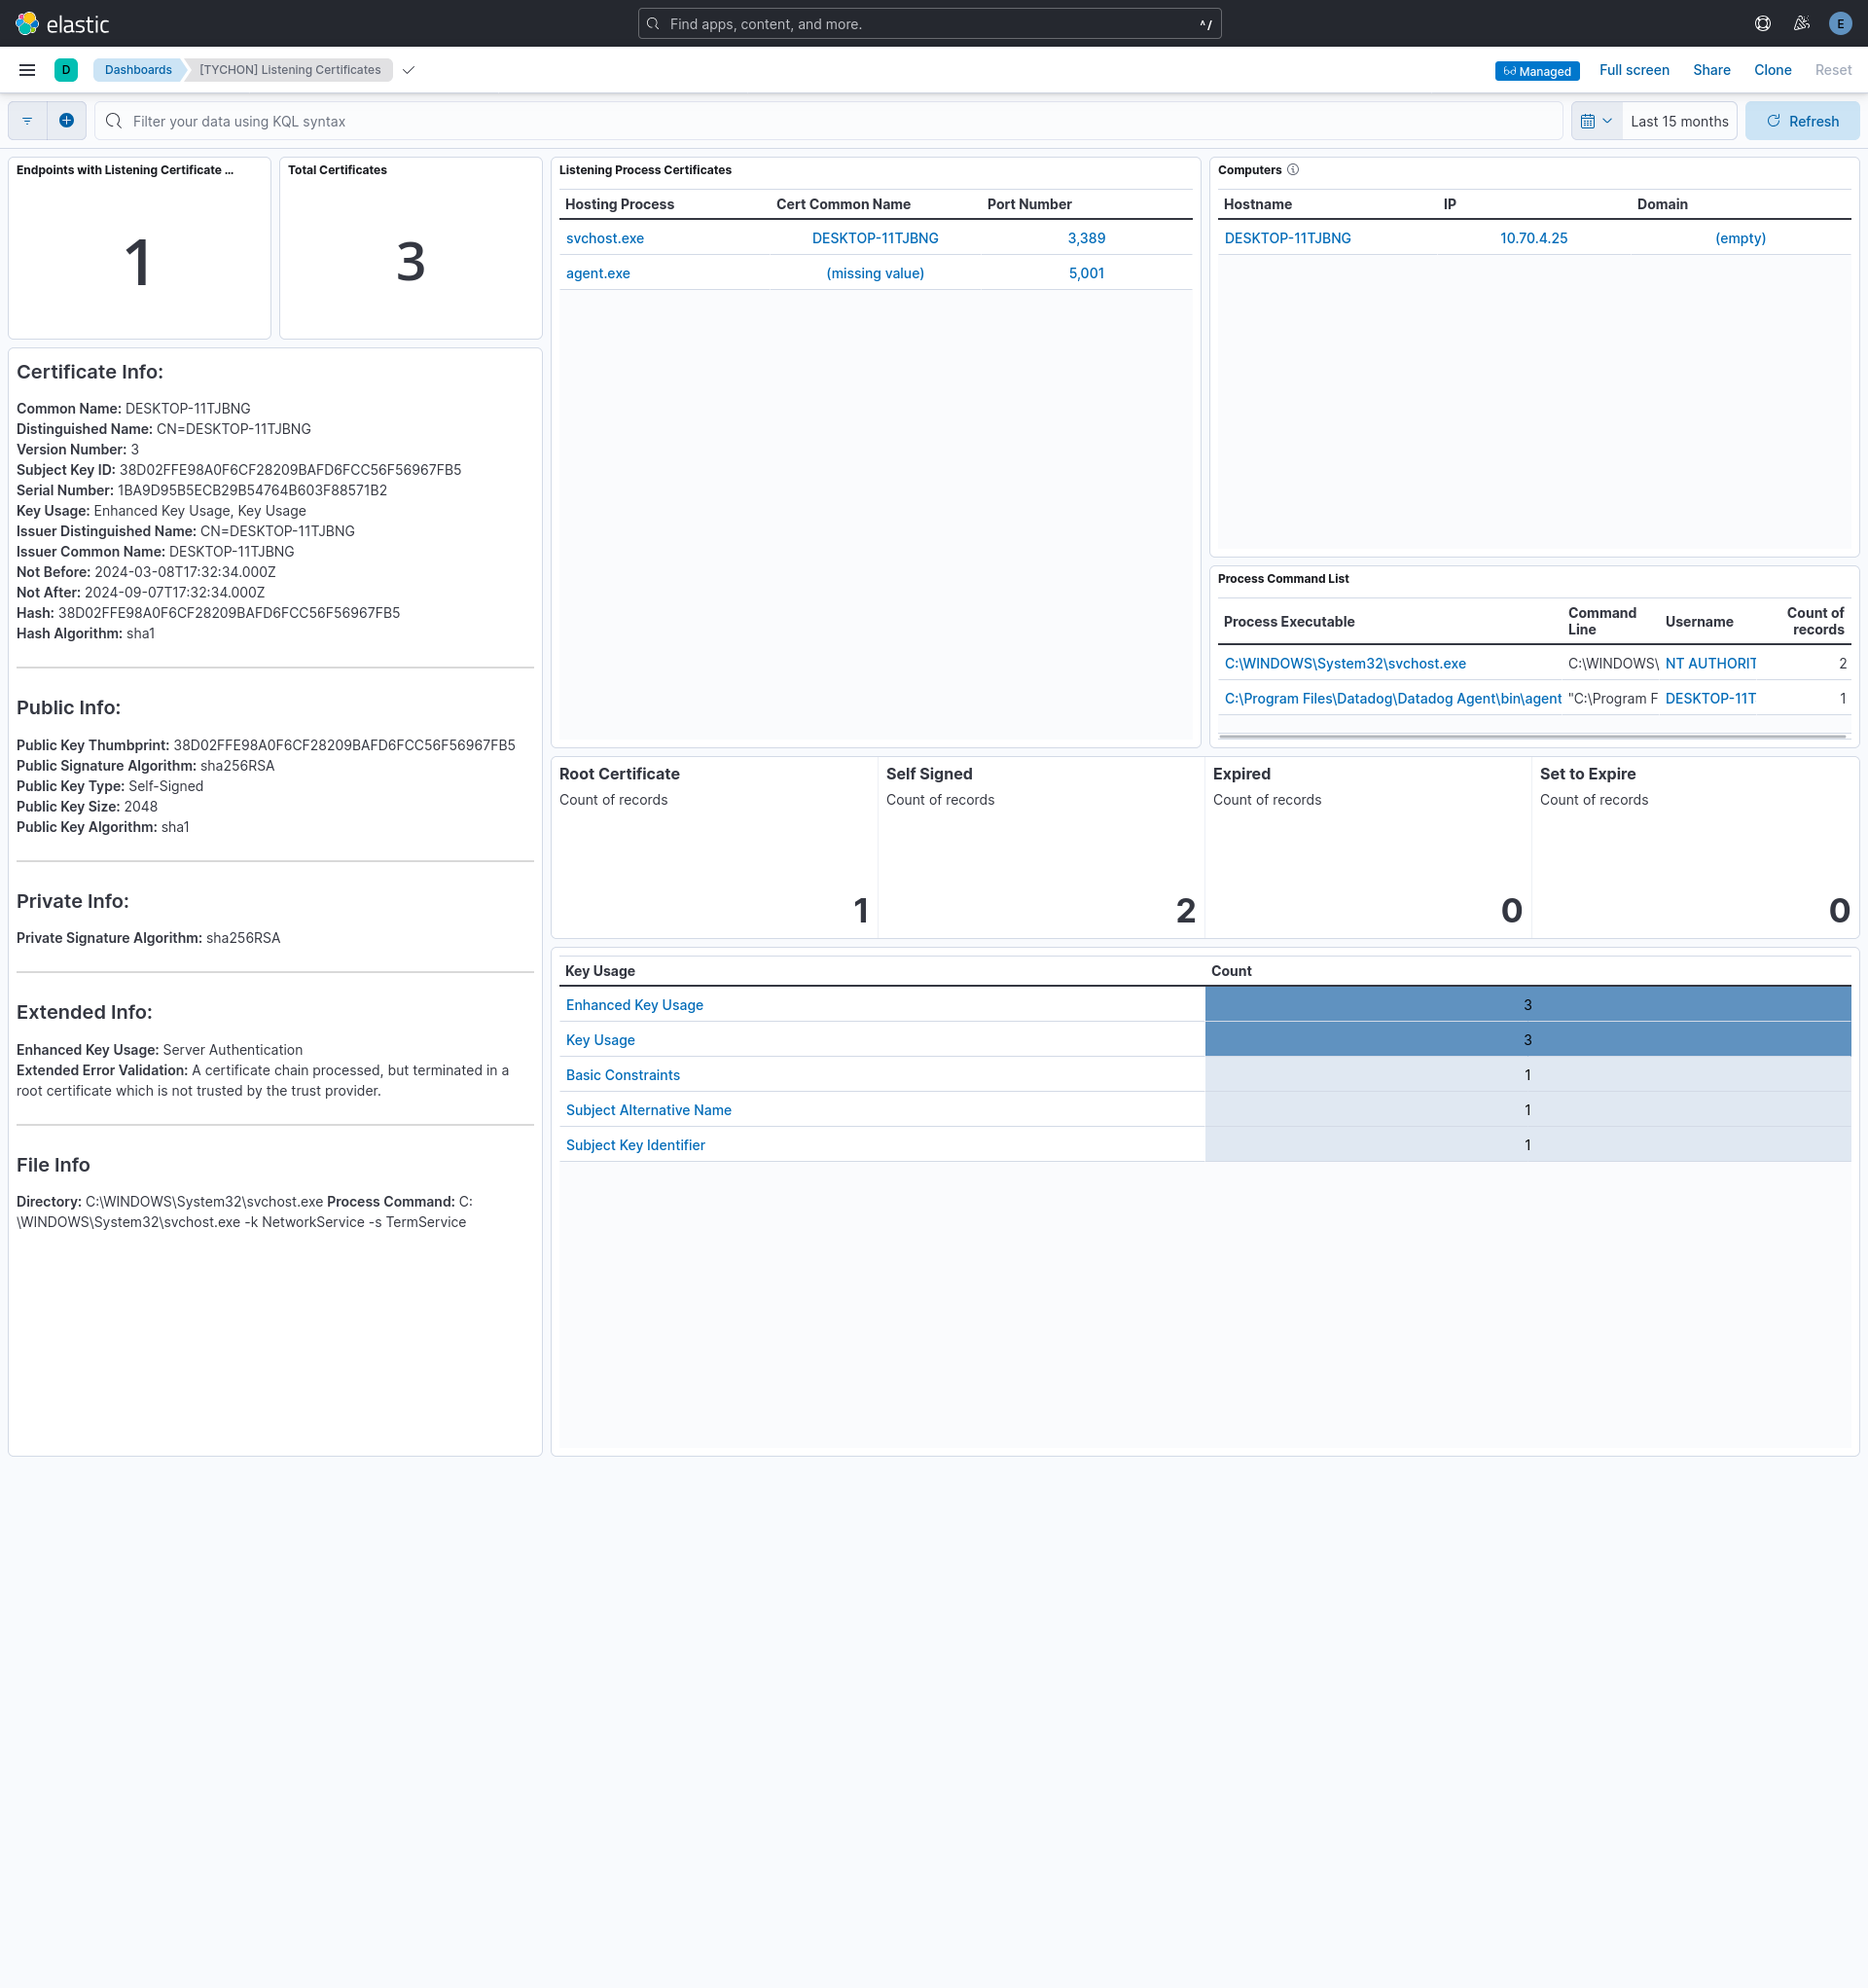 elastic
Find apps, content, and more.
^/
E
D
Dashboards
[TYCHON] Listening Certificates
Managed
Full screen
Share
Clone
Reset
Filter your data using KQL syntax
Last 15 months
Refresh
Endpoints with Listening Certificate ...
1
Total Certificates
3
Listening Process Certificates
Hosting Process Cert Common Name Port Number
svchost.exe DESKTOP-11TJBNG 3,389
agent.exe (missing value) 5,001
Computers
Hostname IP Domain
DESKTOP-11TJBNG 10.70.4.25 (empty)
Process Command List
Process Executable Command Line Username Count of records
C:\WINDOWS\System32\svchost.exe C:\WINDOWS\ NT AUTHORIT 2
C:\Program Files\Datadog\Datadog Agent\bin\agent "C:\Program F DESKTOP-11T 1
Certificate Info:
Common Name: DESKTOP-11TJBNG
Distinguished Name: CN=DESKTOP-11TJBNG
Version Number: 3
Subject Key ID: 38D02FFE98A0F6CF28209BAFD6FCC56F56967FB5
Serial Number: 1BA9D95B5ECB29B54764B603F88571B2
Key Usage: Enhanced Key Usage, Key Usage
Issuer Distinguished Name: CN=DESKTOP-11TJBNG
Issuer Common Name: DESKTOP-11TJBNG
Not Before: 2024-03-08T17:32:34.000Z
Not After: 2024-09-07T17:32:34.000Z
Hash: 38D02FFE98A0F6CF28209BAFD6FCC56F56967FB5
Hash Algorithm: sha1
Public Info:
Public Key Thumbprint: 38D02FFE98A0F6CF28209BAFD6FCC56F56967FB5
Public Signature Algorithm: sha256RSA
Public Key Type: Self-Signed
Public Key Size: 2048
Public Key Algorithm: sha1
Private Info:
Private Signature Algorithm: sha256RSA
Extended Info:
Enhanced Key Usage: Server Authentication
Extended Error Validation: A certificate chain processed, but terminated in a
root certificate which is not trusted by the trust provider.
File Info
Directory: C:\WINDOWS\System32\svchost.exe Process Command: C:
\WINDOWS\System32\svchost.exe -k NetworkService -s TermService
Root Certificate
Count of records
1
Self Signed
Count of records
2
Expired
Count of records
0
Set to Expire
Count of records
0
Key Usage Count
Enhanced Key Usage 3
Key Usage 3
Basic Constraints 1
Subject Alternative Name 1
Subject Key Identifier 1